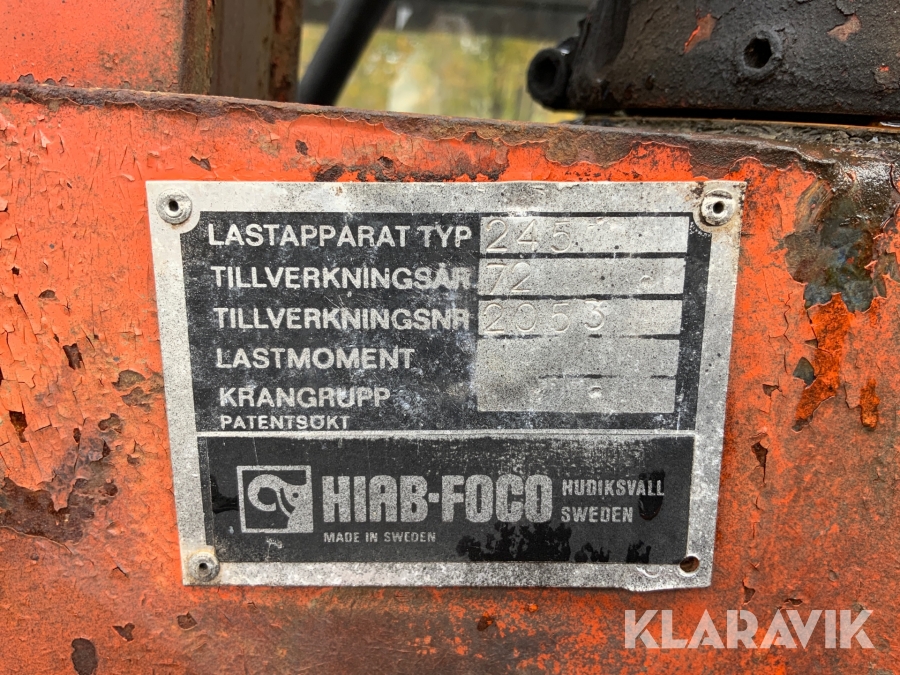 LASTAPPARAT TYP 245
TILLVERKNINGSÅR 72
TILLVERKNINGSNR 2053
LASTMOMENT
KRANGRUPP
PATENTSÖKT
HIAB-FOCO HUDIKSVALL
SWEDEN
MADE IN SWEDEN
KLARAVIK